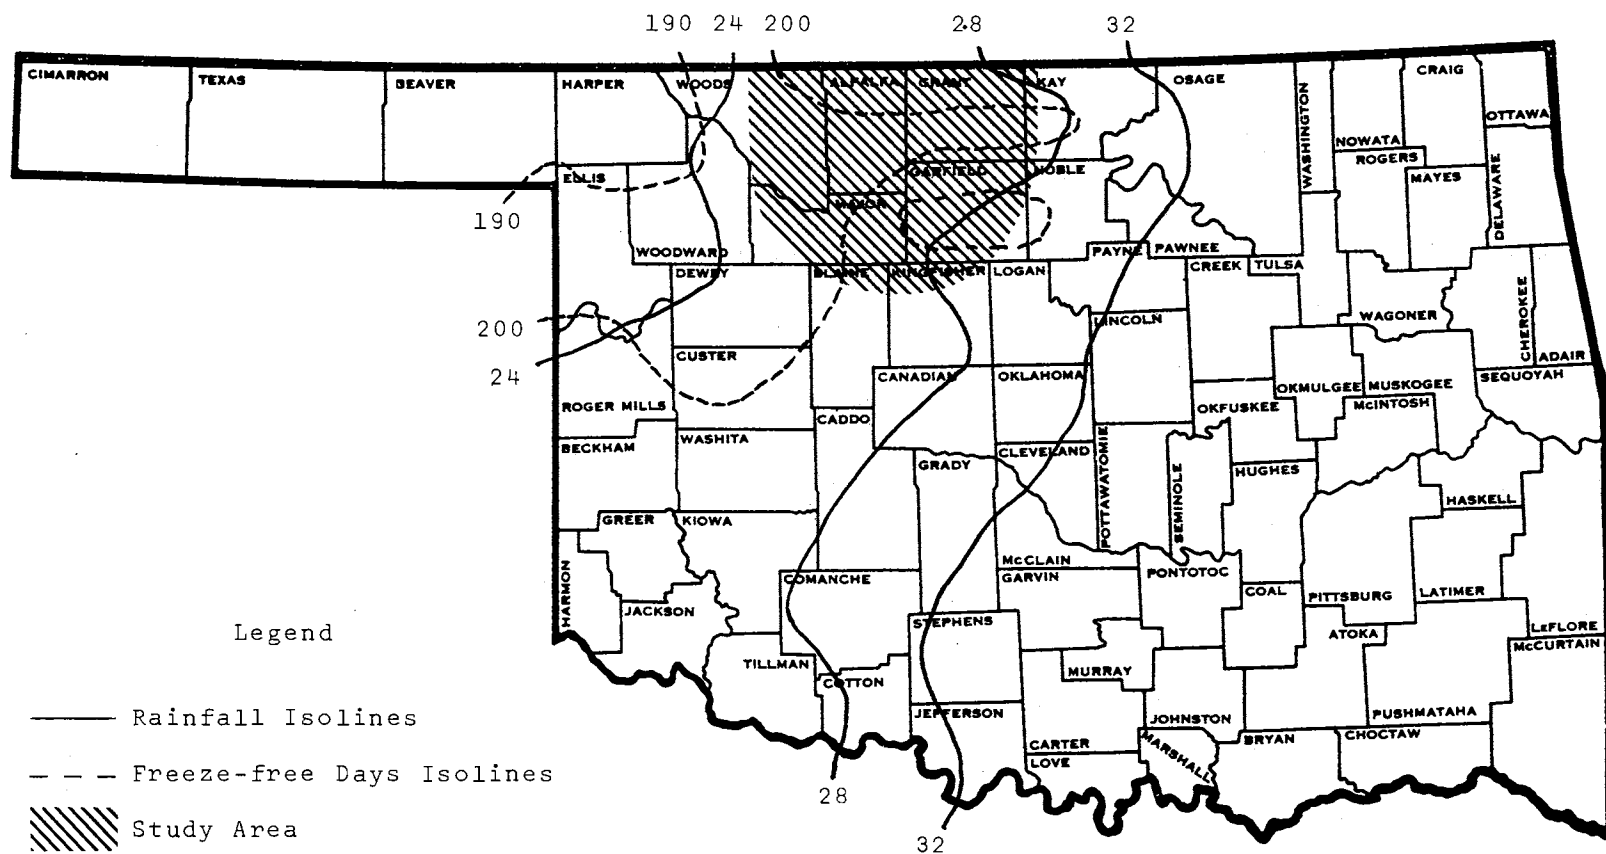 190 24 200 28 32
CIMARRON
TEXAS
BEAVER
HARPER
WOODS
ALFALFA
GRANT
KAY
OSAGE
WASHINGTON
NOWATA
CRAIG
OTTAWA
ROGERS
MAYES
DELAWARE
ELLIS
GARFIELD
NOBLE
190
MAJOR
WOODWARD
PAYNE
PAWNEE
DEWEY
BLAINE
KINGFISHER
LOGAN
CREEK
TULSA
LINCOLN
WAGONER
CHEROKEE
ADAIR
200
24
CUSTER
CANADIAN
OKLAHOMA
OKMULGEE
MUSKOGEE
SEQUOYAH
ROGER MILLS
CADDO
OKFUSKEE
McINTOSH
BECKHAM
WASHITA
GRADY
CLEVELAND
POTTAWATOMIE
SEMINOLE
HUGHES
HASKELL
GREER
KIOWA
HARMON
JACKSON
COMANCHE
McCLAIN
GARVIN
PONTOTOC
COAL
PITTSBURG
LATIMER
LeFLORE
McCURTAIN
STEPHENS
ATOKA
TILLMAN
COTTON
MURRAY
JEFFERSON
JOHNSTON
PUSHMATAHA
CARTER
LOVE
MARSHALL
BRYAN
CHOCTAW
28
32
Legend
Rainfall Isolines
Freeze-free Days Isolines
Study Area